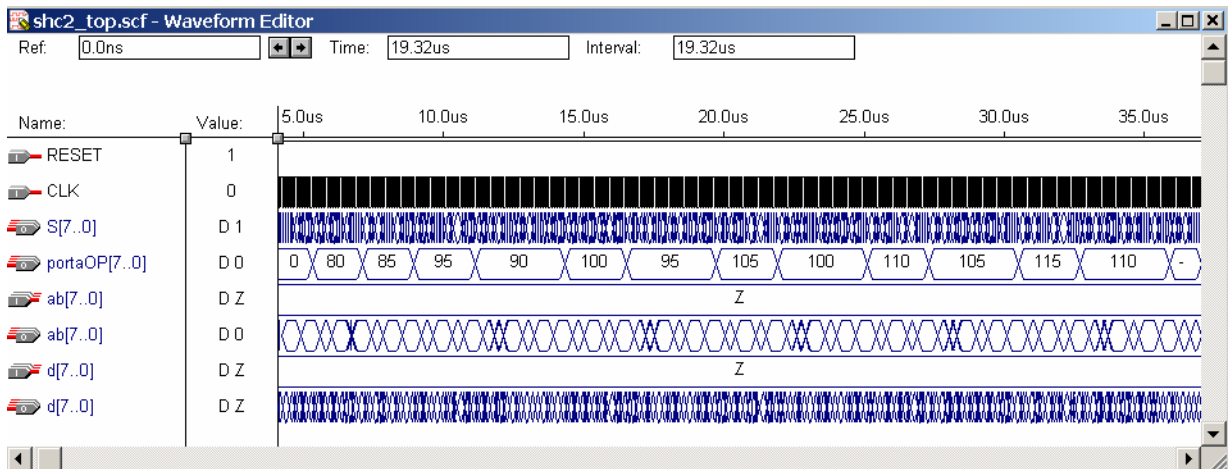 shc2_top.scf - Waveform Editor
Ref: 0.0ns Time: 19.32us Interval: 19.32us
Name: Value: 5.0us 10.0us 15.0us 20.0us 25.0us 30.0us 35.0us
RESET 1
CLK 0
S[7..0] D 1
portaOP[7..0] D 0 0 80 85 95 90 100 95 105 100 110 105 115 110 -
ab[7..0] D Z Z
ab[7..0] D 0
d[7..0] D Z Z
d[7..0] D Z